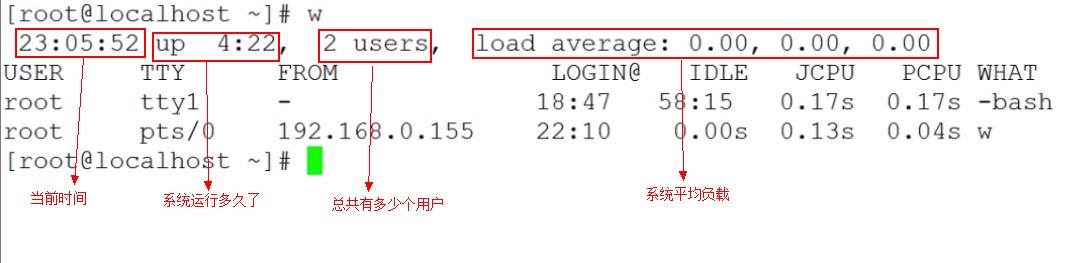 [root@localhost ~]# w
23:05:52 up 4:22, 2 users, load average: 0.00, 0.00, 0.00
USER TTY FROM LOGIN@ IDLE JCPU PCPU WHAT
root tty1 - 18:47 58:15 0.17s 0.17s -bash
root pts/0 192.168.0.155 22:10 0.00s 0.13s 0.04s w
[root@localhost ~]#
当前时间 系统运行多久了 总共有多少个用户 系统平均负载